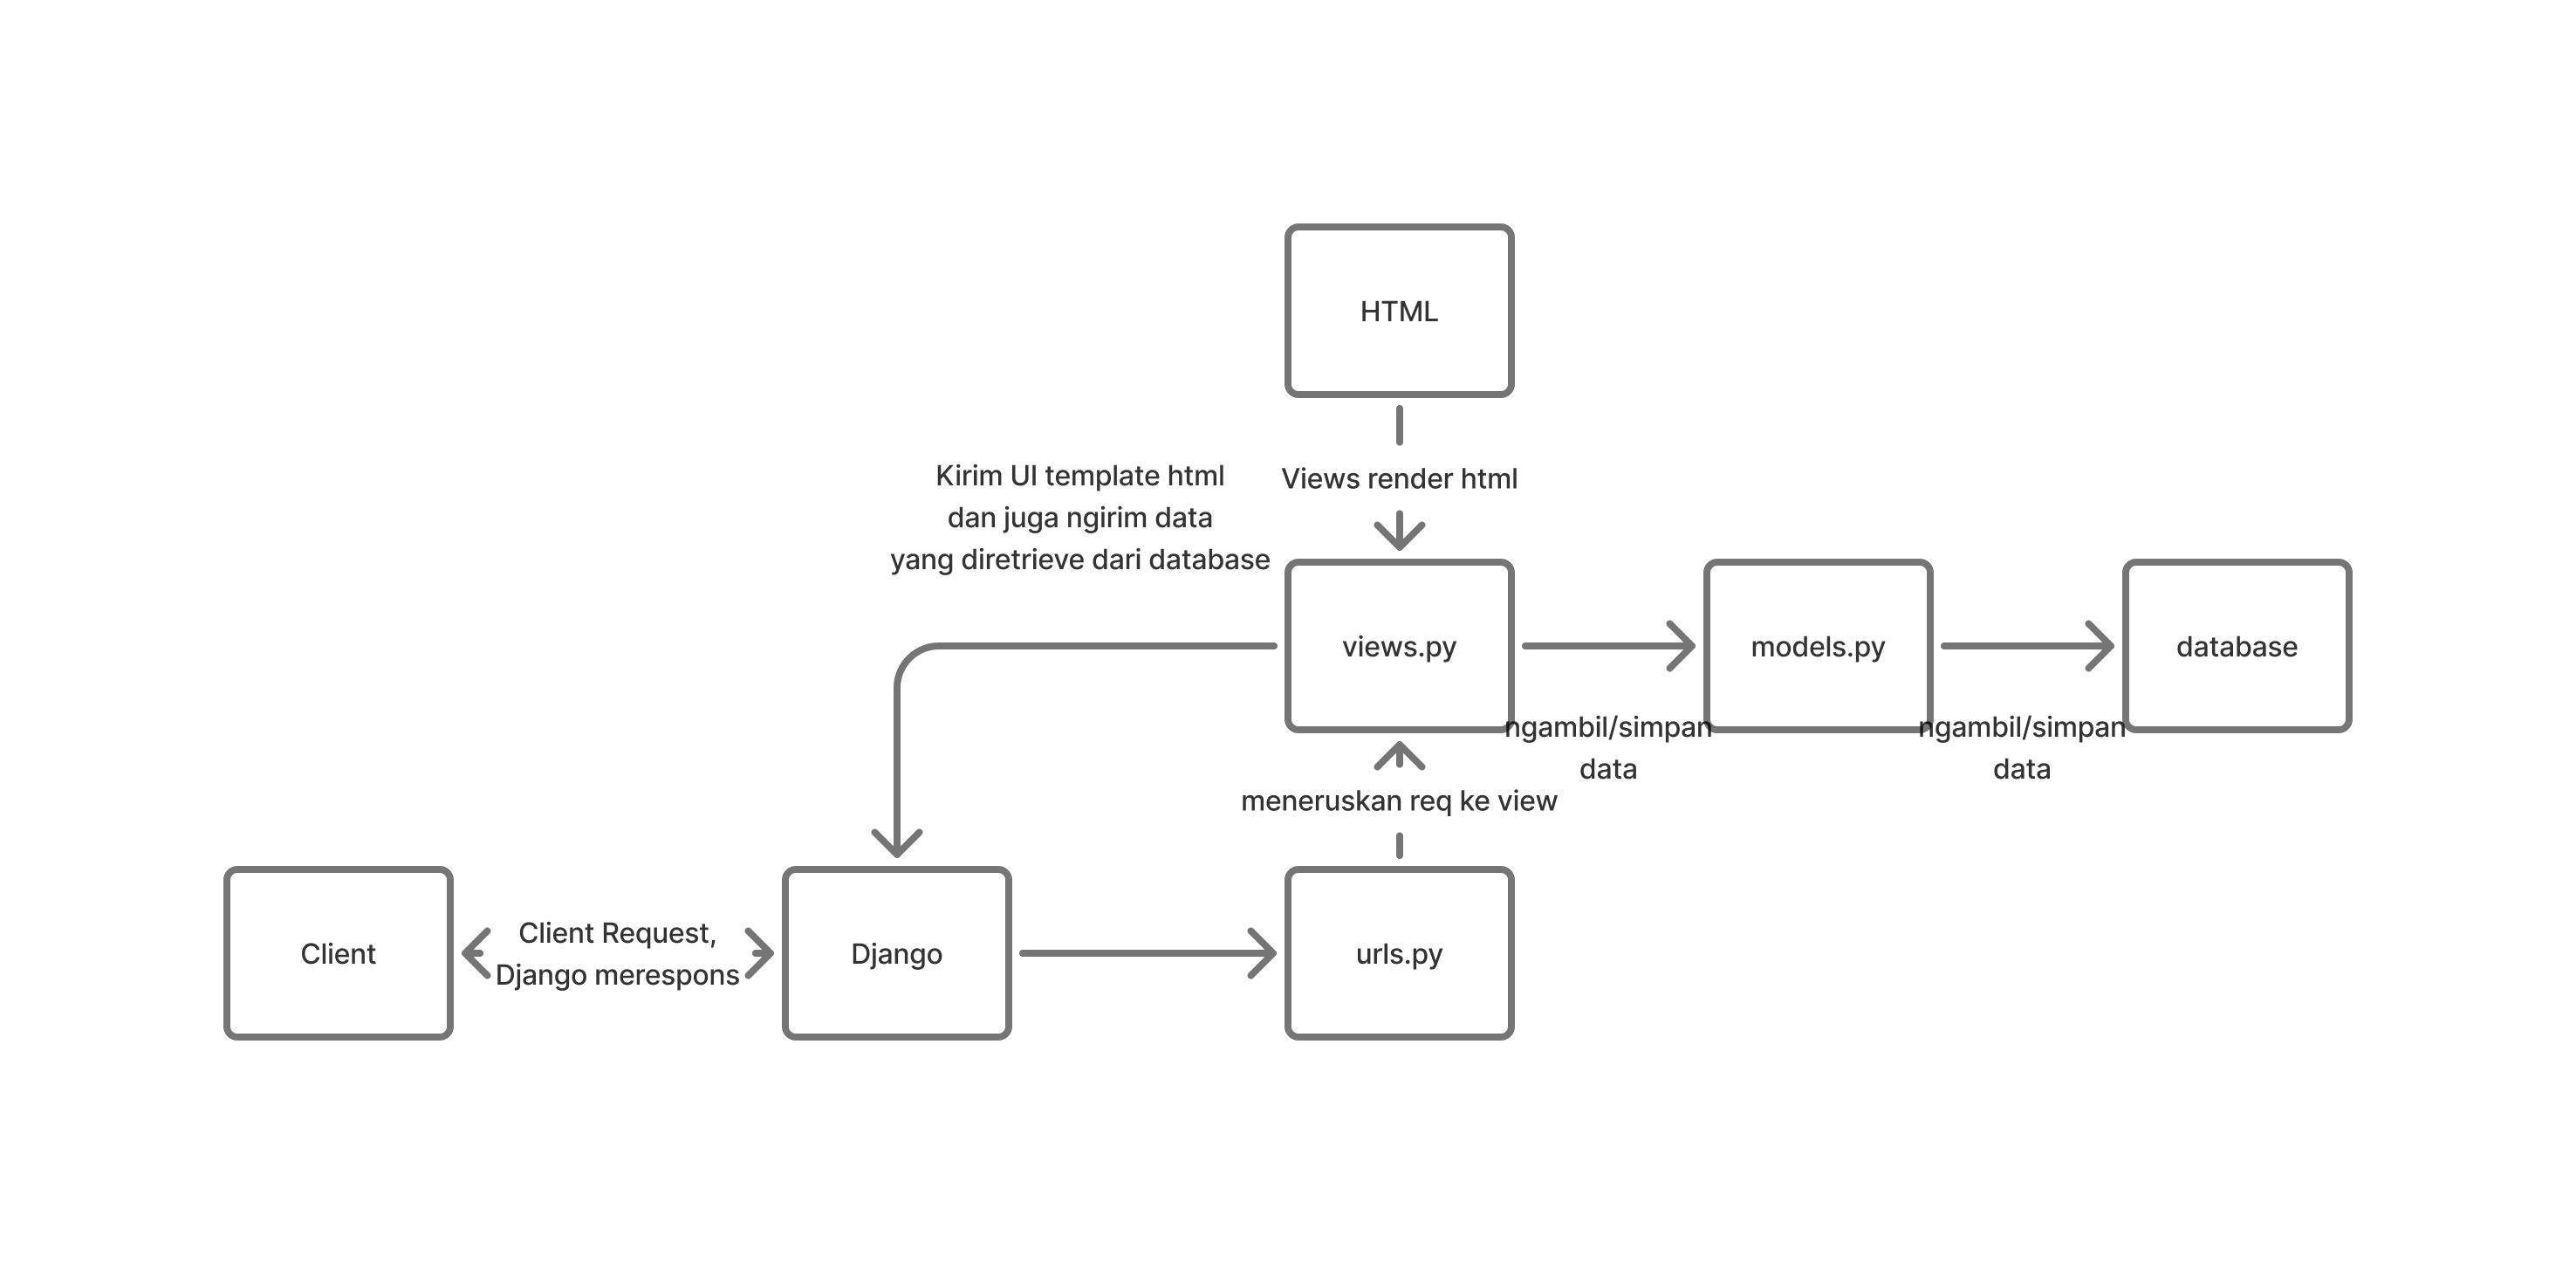 HTML
Kirim UI template html
dan juga ngirim data
yang diretrieve dari database
Views render html
views.py
models.py
database
ngambil/simpan
data
ngambil/simpan
data
meneruskan req ke view
Client
Client Request,
Django merespons
Django
urls.py